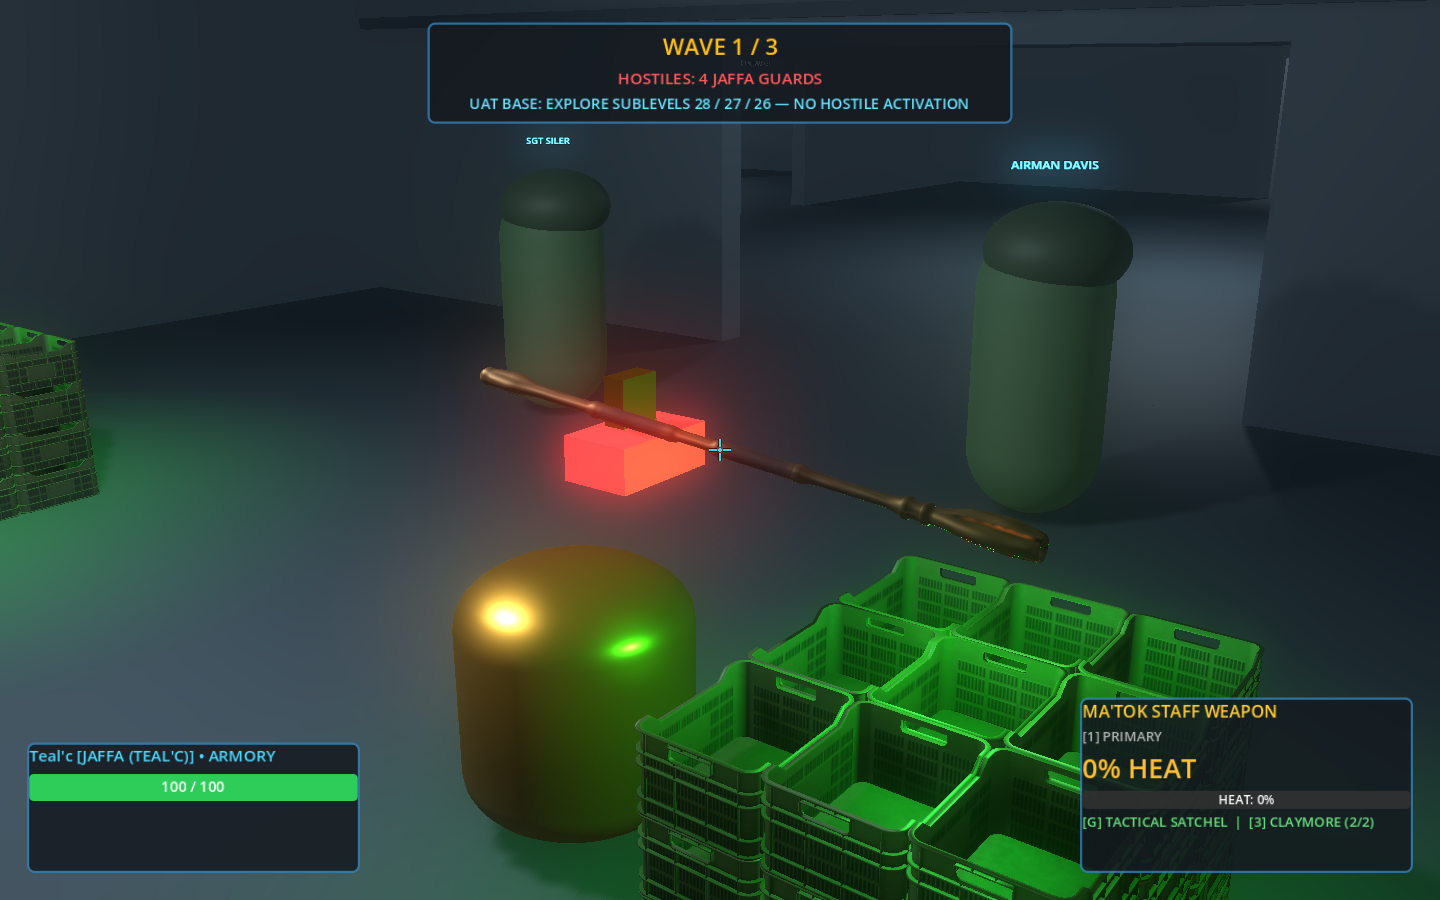 WAVE 1 / 3
HOSTILES: 4 JAFFA GUARDS
UAT BASE: EXPLORE SUBLEVELS 28 / 27 / 26 — NO HOSTILE ACTIVATION
SGT SILER
AIRMAN DAVIS
Teal'c [JAFFA (TEAL'C)] • ARMORY
100 / 100
MA'TOK STAFF WEAPON
[1] PRIMARY
0% HEAT
HEAT: 0%
[G] TACTICAL SATCHEL | [3] CLAYMORE (2/2)